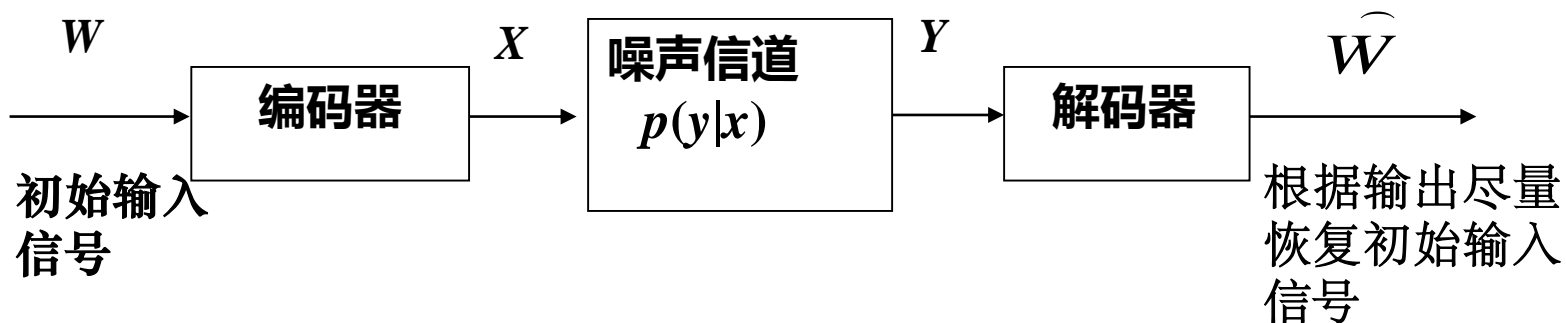 W
编码器
X
噪声信道
p(y|x)
Y
解码器
Ŵ
初始输入
信号
根据输出尽量
恢复初始输入
信号